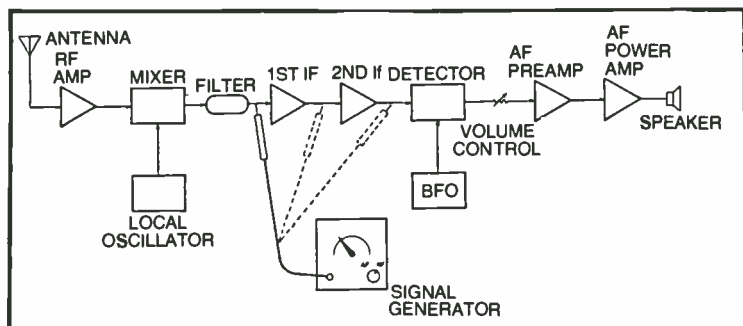 ANTENNA
RF
AMP
MIXER
FILTER
1ST IF
2ND If
DETECTOR
AF
PREAMP
AF
POWER
AMP
VOLUME
CONTROL
SPEAKER
LOCAL
OSCILLATOR
BFO
SIGNAL
GENERATOR